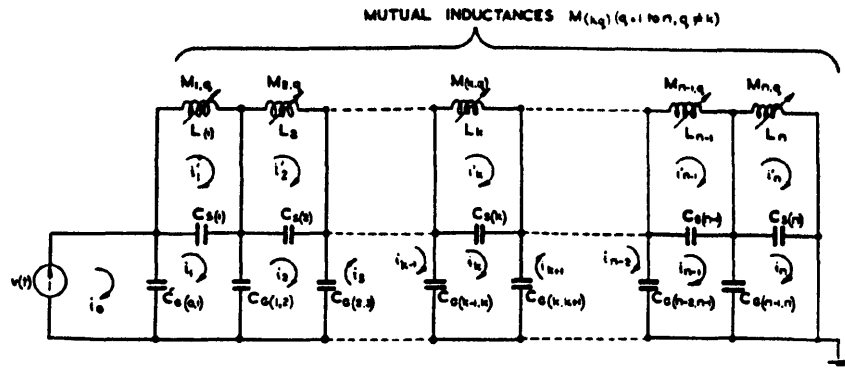 MUTUAL INDUCTANCES M(kq) (q=1 to n, q≠k)
M1,q M2,q M(k,q) Mn-1,q Mn,q
L(1) L2 Lk Ln-1 Ln
i'1 i'2 i'k i'n-1 i'n
CS(1) CS(2) CS(k) CS(n-1) CS(n)
v(t) i0 i1 i2 i3 ik-1 ik ik+1 in-2 in-1 in
CG(0,1) CG(1,2) CG(2,3) CG(k-1,k) CG(k,k+1) CG(n-2,n-1) CG(n-1,n)